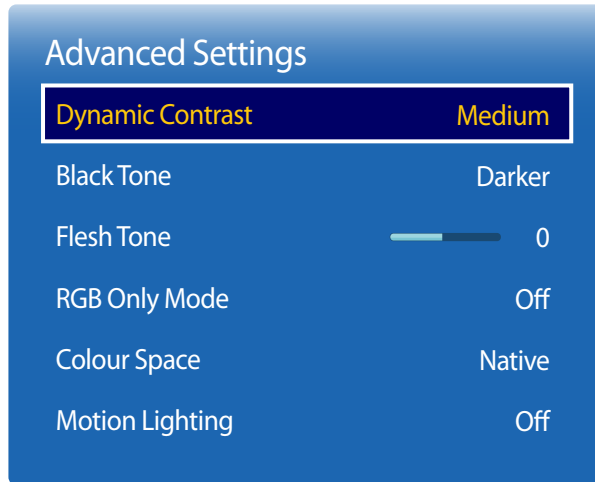 Advanced Settings
Dynamic Contrast Medium
Black Tone Darker
Flesh Tone 0
RGB Only Mode Off
Colour Space Native
Motion Lighting Off